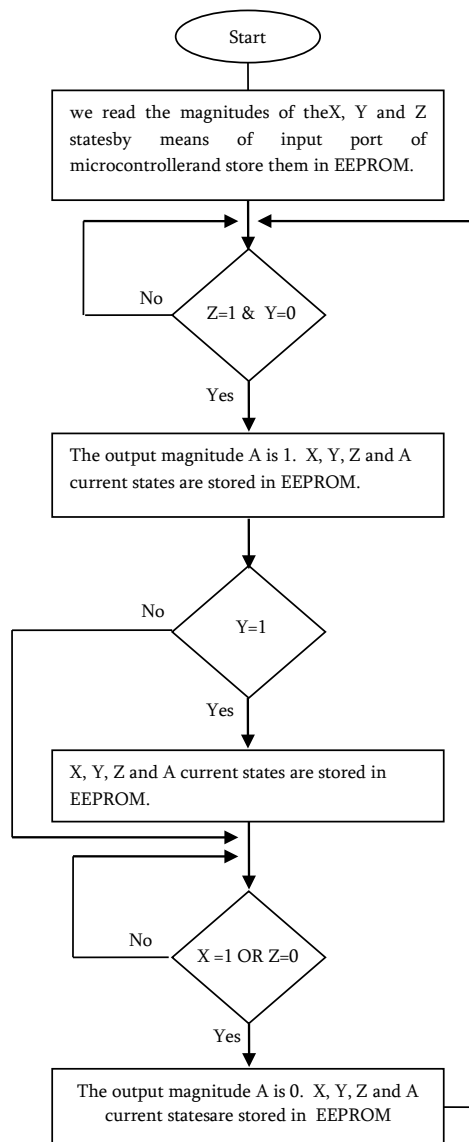 Start
we read the magnitudes of theX, Y and Z
statesby means of input port of
microcontrollerand store them in EEPROM.
No
Z=1 & Y=0
Yes
The output magnitude A is 1. X, Y, Z and A
current states are stored in EEPROM.
No
Y=1
Yes
X, Y, Z and A current states are stored in
EEPROM.
No
X =1 OR Z=0
Yes
The output magnitude A is 0. X, Y, Z and A
current statesare stored in EEPROM